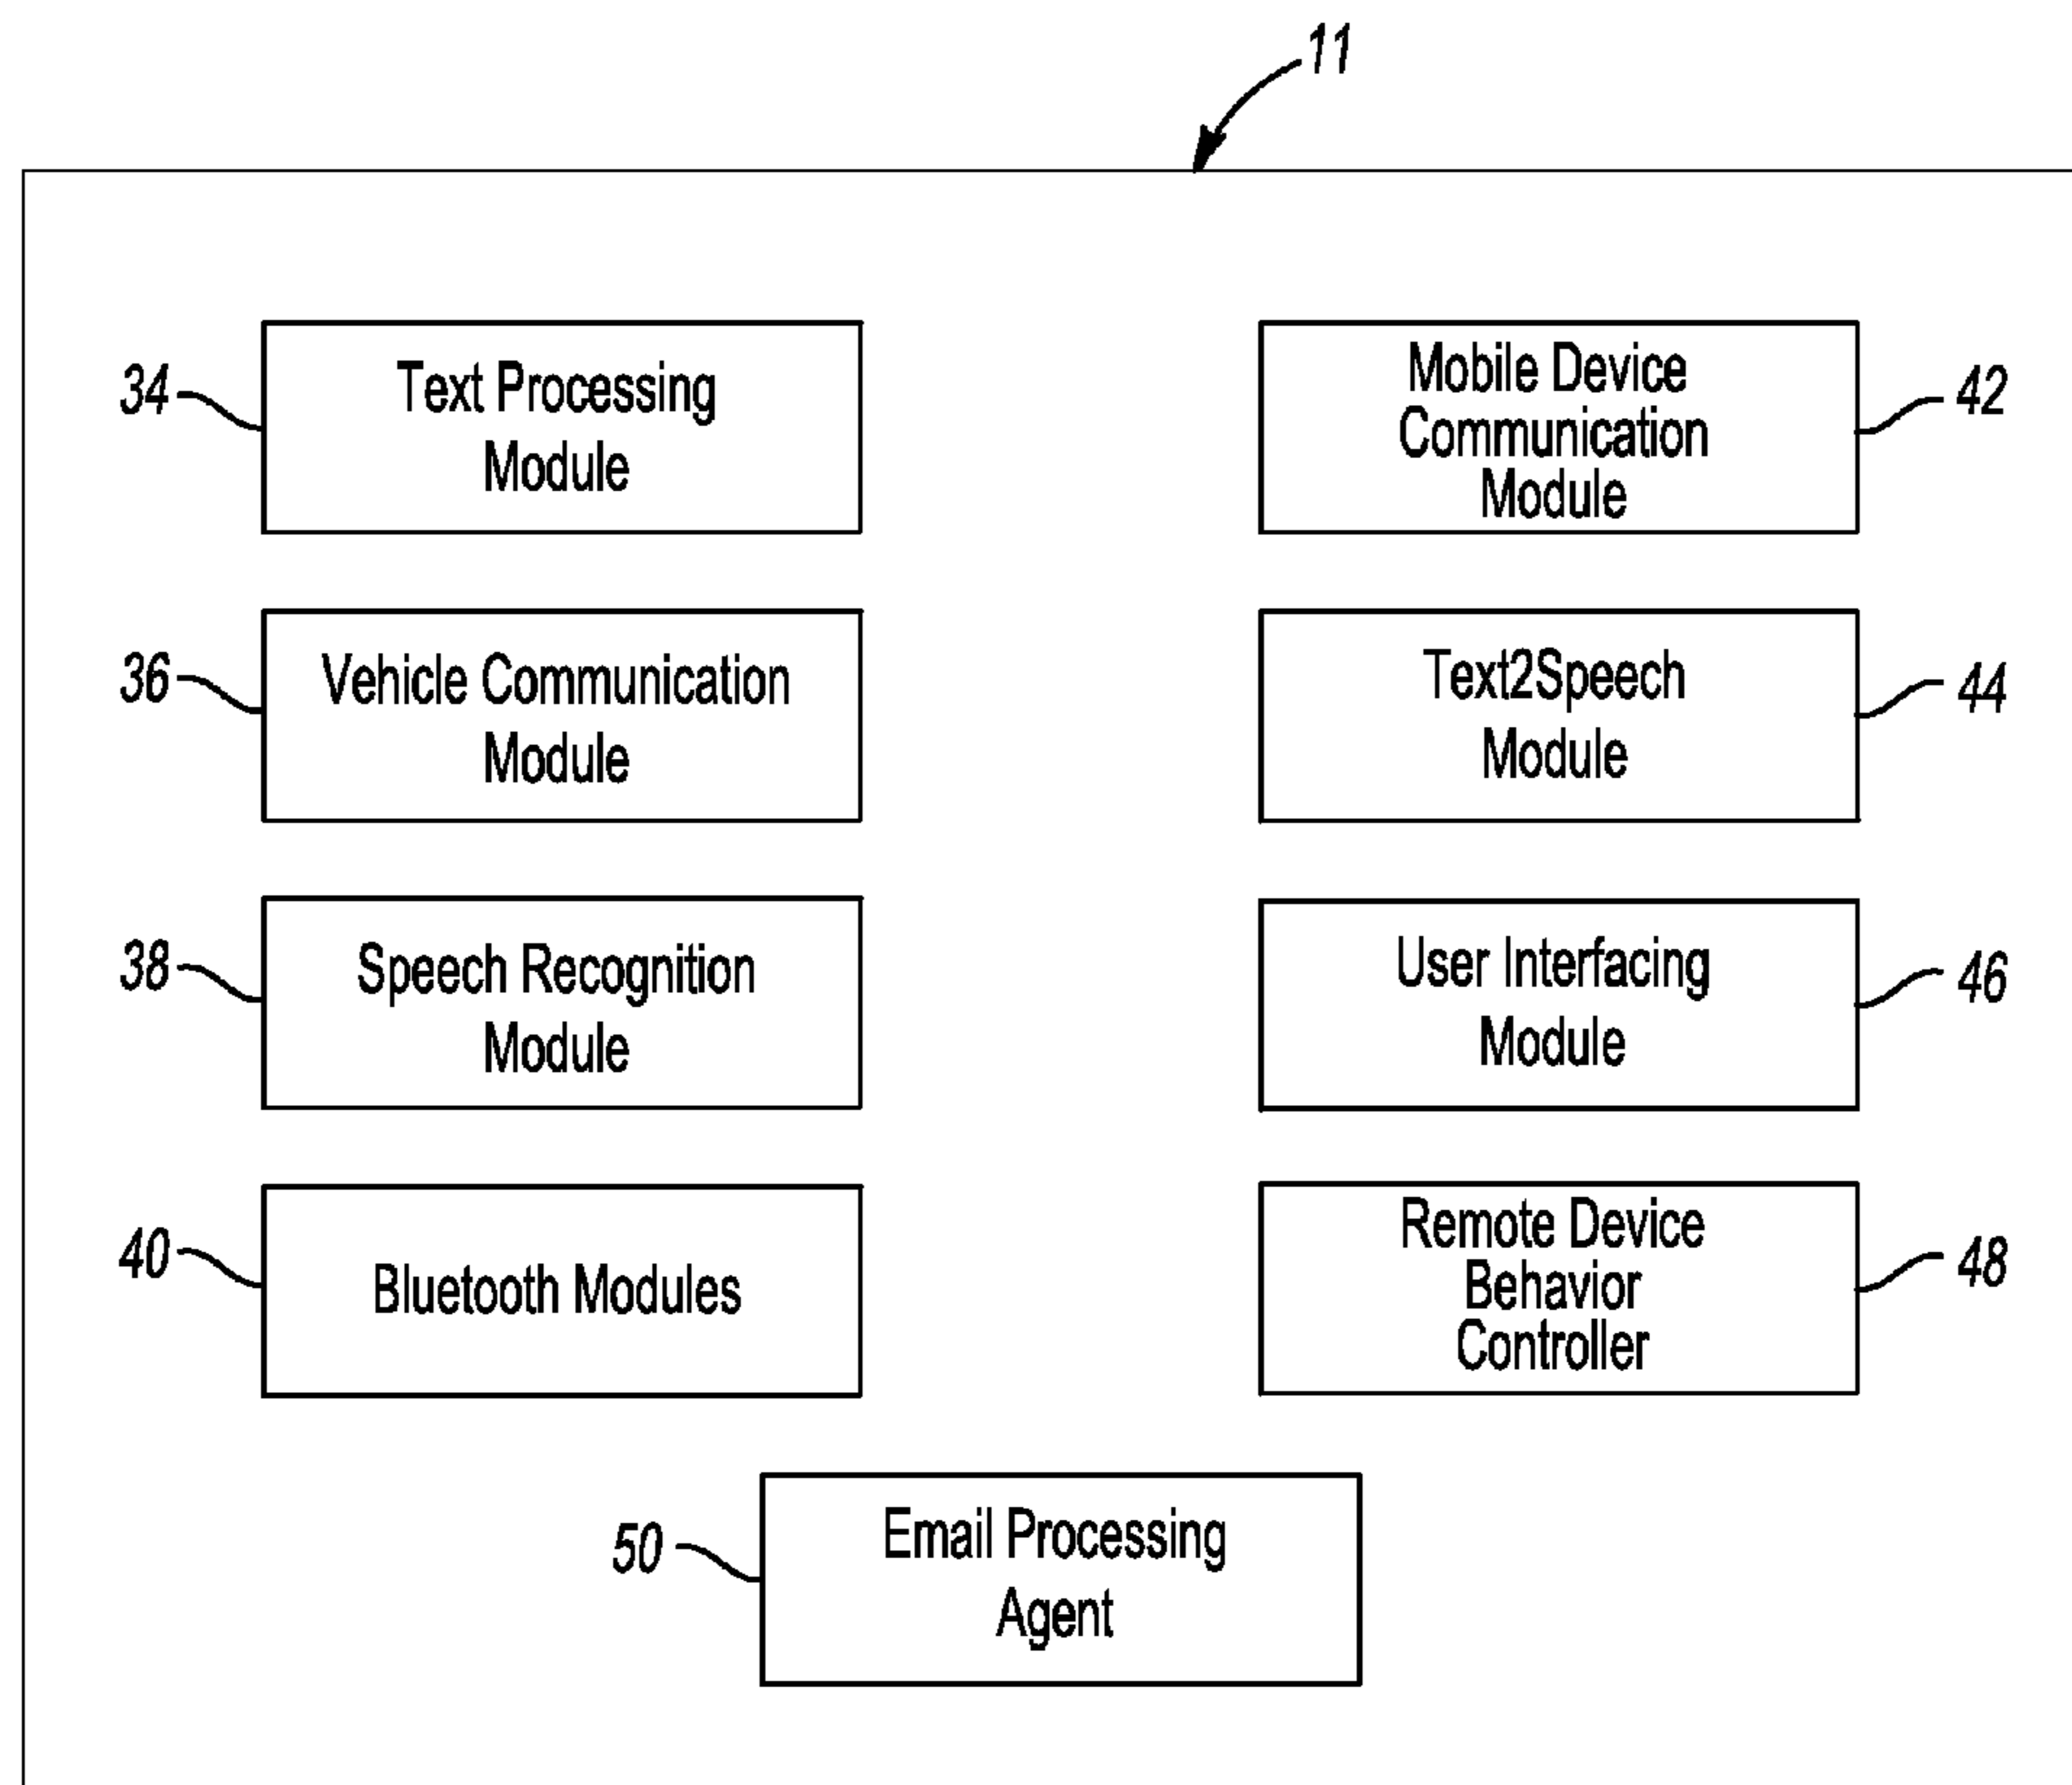 11
34
Text Processing
Module
42
Mobile Device
Communication
Module
36
Vehicle Communication
Module
44
Text2Speech
Module
38
Speech Recognition
Module
46
User Interfacing
Module
40
Bluetooth Modules
48
Remote Device
Behavior
Controller
50
Email Processing
Agent